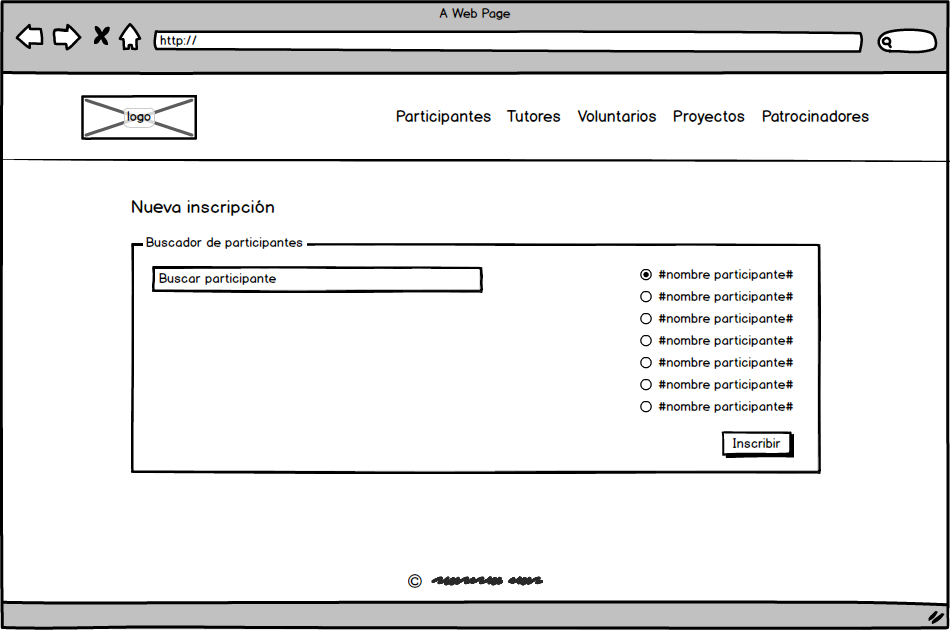 A Web Page
http://
logo
Participantes Tutores Voluntarios Proyectos Patrocinadores
Nueva inscripción
Buscador de participantes
Buscar participante
#nombre participante#
#nombre participante#
#nombre participante#
#nombre participante#
#nombre participante#
#nombre participante#
#nombre participante#
Inscribir
©